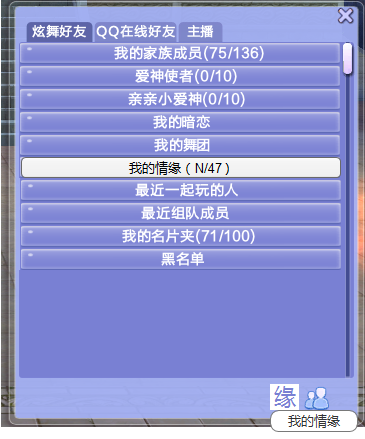 炫舞好友 QQ在线好友 主播
我的家族成员(75/136)
爱神使者(0/10)
亲亲小爱神(0/10)
我的暗恋
我的舞团
我的情缘（N/47）
最近一起玩的人
最近组队成员
我的名片夹(71/100)
黑名单
缘
我的情缘